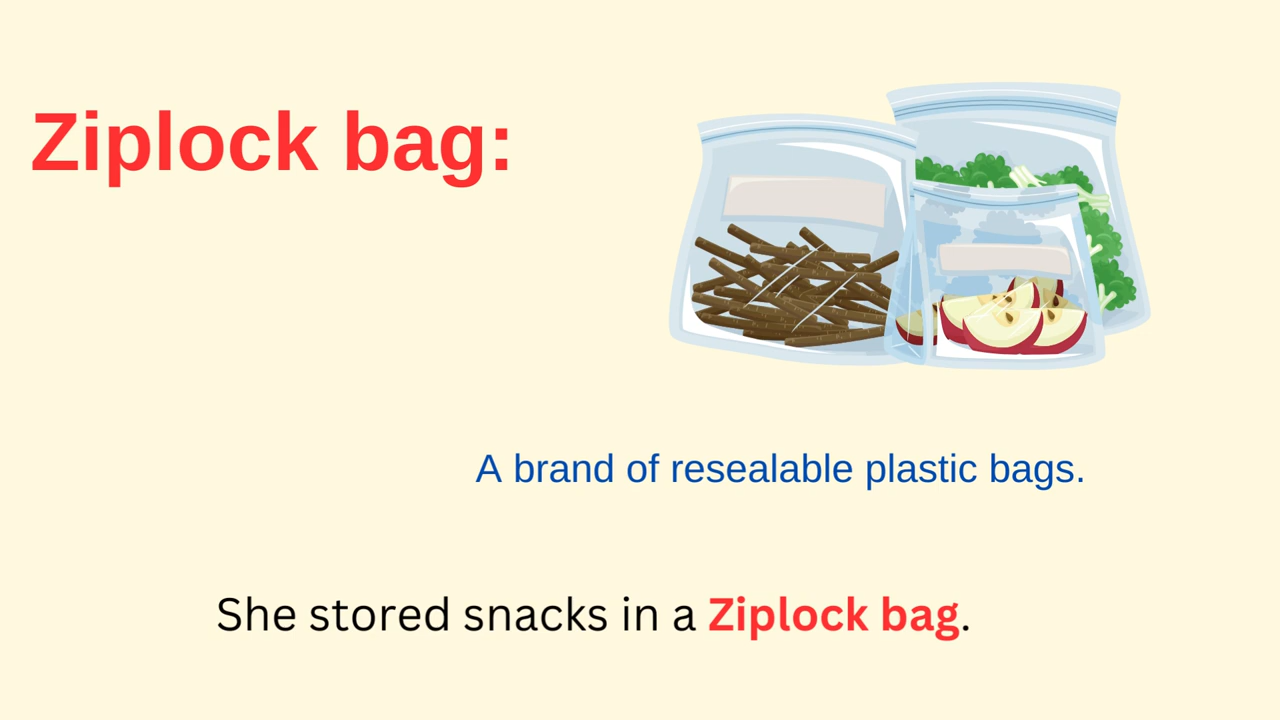 Ziplock bag:
A brand of resealable plastic bags.
She stored snacks in a Ziplock bag.